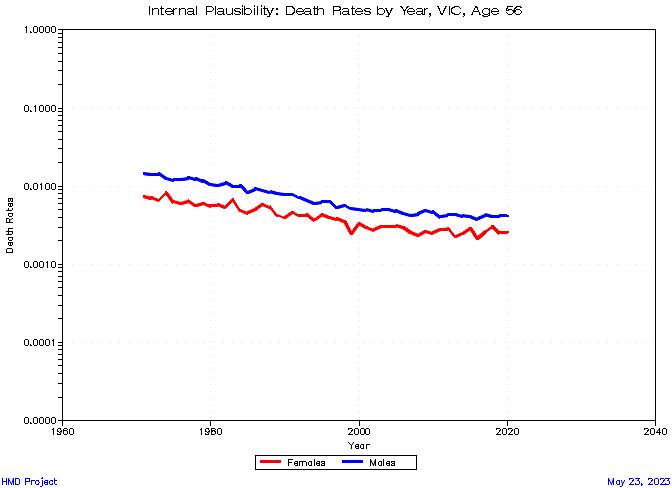 Internal Plausibility: Death Rates by Year, VIC, Age 56
1.0000
0.1000
0.0100
0.0010
0.0001
0.0000
Death Rates
1960
1980
2000
2020
2040
Year
Females
Males
HMD Project
May 23, 2023